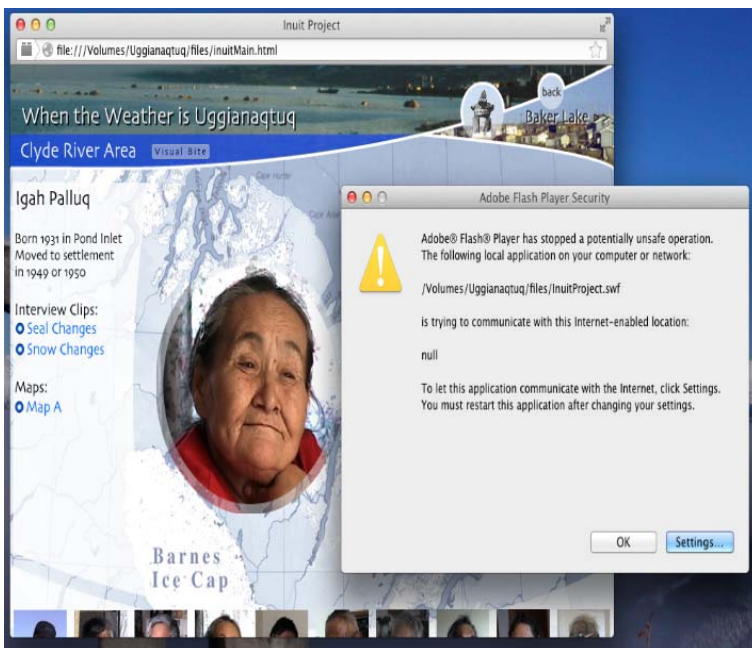 Inuit Project
file:///Volumes/Uggianaqtuq/files/inuitMain.html
When the Weather is Uggianaqtuq
back
Baker Lake >>
Clyde River Area Visual Bite
Igah Palluq
Born 1931 in Pond Inlet
Moved to settlement
in 1949 or 1950
Interview Clips:
Seal Changes
Snow Changes
Maps:
Map A
Cape Hunter
Barnes
Ice Cap
Adobe Flash Player Security
Adobe® Flash® Player has stopped a potentially unsafe operation.
The following local application on your computer or network:
/Volumes/Uggianaqtuq/files/InuitProject.swf
is trying to communicate with this Internet-enabled location:
null
To let this application communicate with the Internet, click Settings.
You must restart this application after changing your settings.
OK Settings...